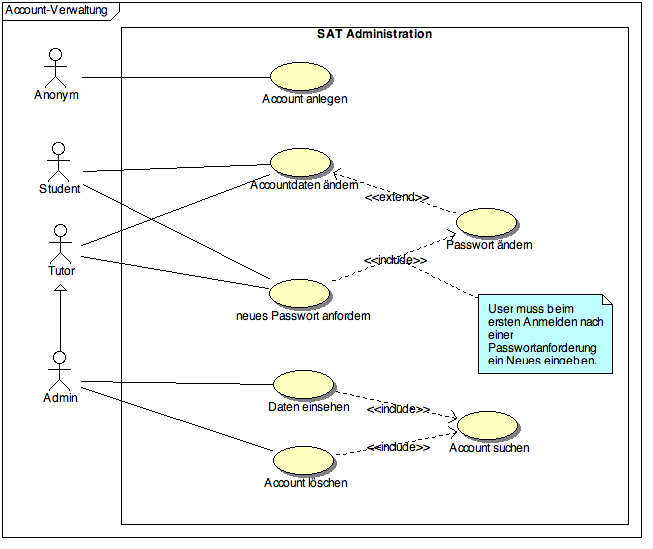 Account-Verwaltung
SAT Administration
Anonym
Account anlegen
Student
Accountdaten ändern
<<extend>>
Passwort ändern
Tutor
<<include>>
neues Passwort anfordern
User muss beim
ersten Anmelden nach
einer
Passwortanforderung
ein Neues eingeben.
Admin
Daten einsehen
<<include>>
Account suchen
<<include>>
Account löschen